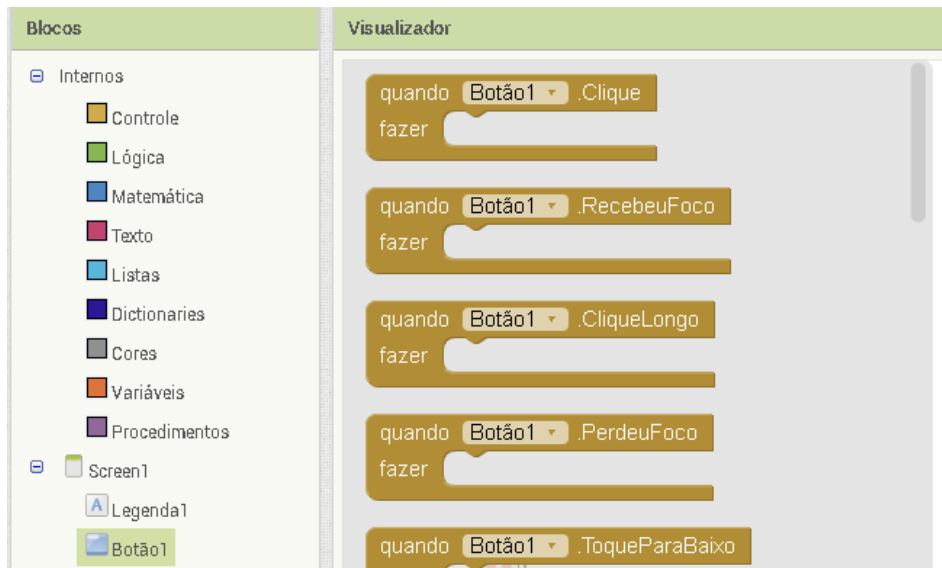 Blocos
Internos
Controle
Lógica
Matemática
Texto
Listas
Dictionaries
Cores
Variáveis
Procedimentos
Screen1
A Legenda1
Botão1
Visualizador
quando Botão1 .Clique
fazer
quando Botão1 .RecebeuFoco
fazer
quando Botão1 .CliqueLongo
fazer
quando Botão1 .PerdeuFoco
fazer
quando Botão1 .ToqueParaBaixo